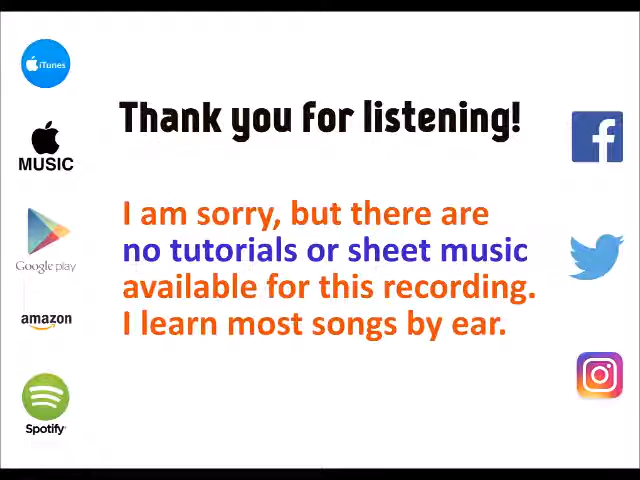 iTunes
Thank you for listening!
MUSIC
I am sorry, but there are
no tutorials or sheet music
Google play
available for this recording.
amazon
I learn most songs by ear.
Spotify